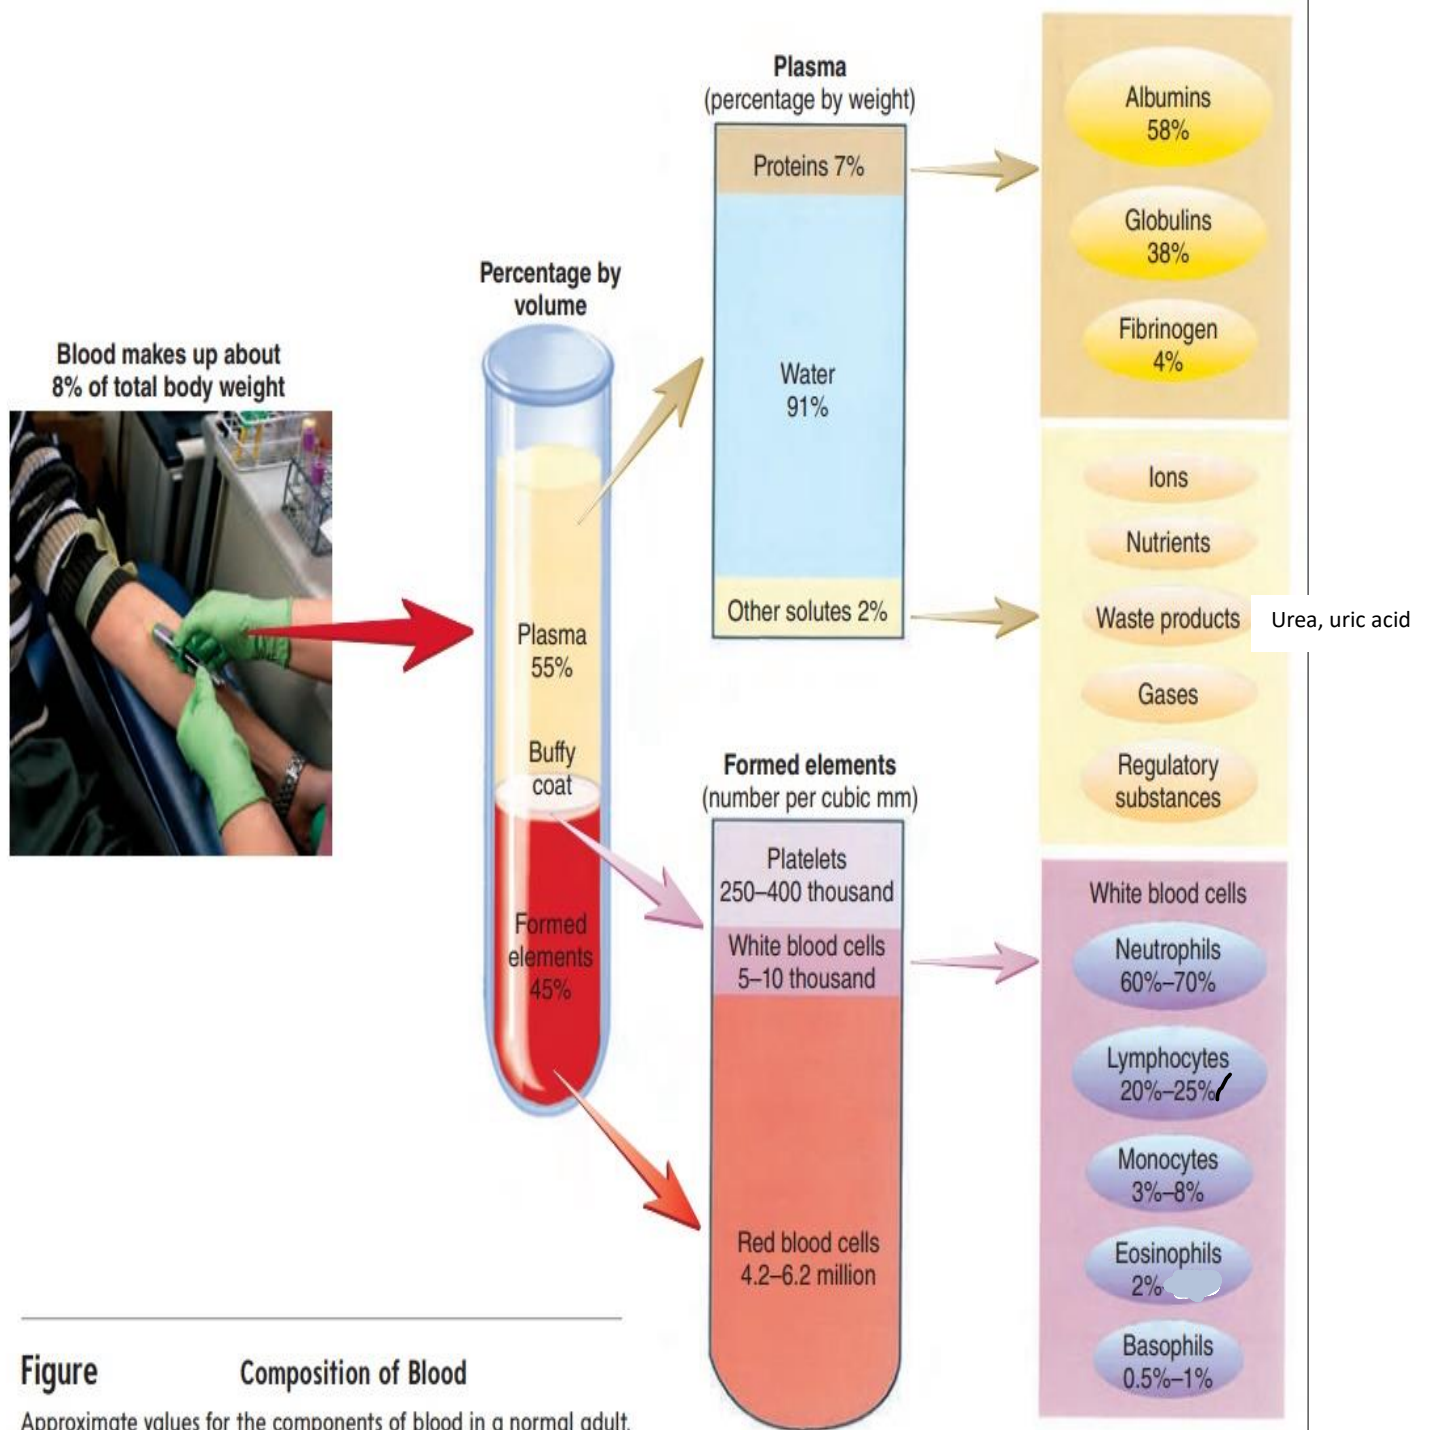 Blood makes up about
8% of total body weight
Percentage by
volume
Plasma
55%
Buffy
coat
Formed
elements
45%
Plasma
(percentage by weight)
Proteins 7%
Water
91%
Other solutes 2%
Formed elements
(number per cubic mm)
Platelets
250–400 thousand
White blood cells
5–10 thousand
Red blood cells
4.2–6.2 million
Albumins
58%
Globulins
38%
Fibrinogen
4%
Ions
Nutrients
Waste products
Urea, uric acid
Gases
Regulatory
substances
White blood cells
Neutrophils
60%–70%
Lymphocytes
20%–25%
Monocytes
3%–8%
Eosinophils
2%
Basophils
0.5%–1%
Figure Composition of Blood
Approximate values for the components of blood in a normal adult.